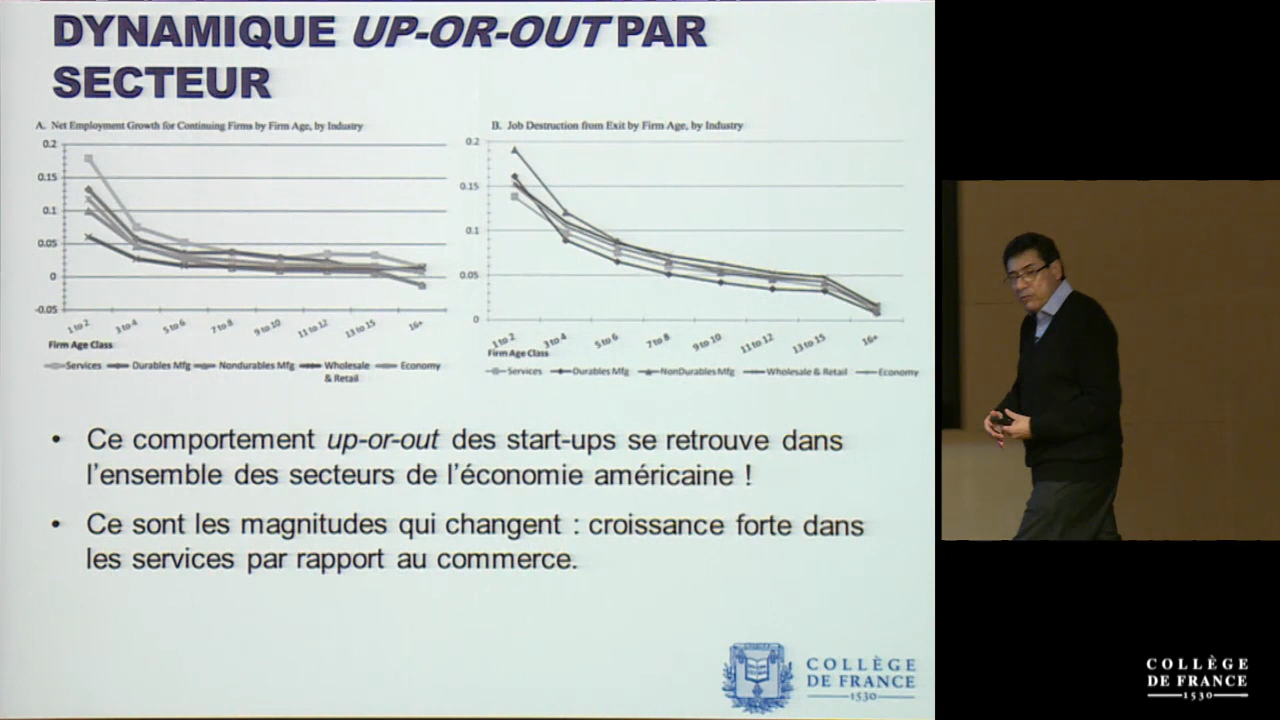 DYNAMIQUE UP-OR-OUT PAR
SECTEUR
A. Net Employment Growth for Continuing Firms by Firm Age, by Industry
0.2
0.15
0.1
0.05
0
-0.05
1 to 2
3 to 4
5 to 6
7 to 8
9 to 10
11 to 12
13 to 15
16+
Firm Age Class
Services
Durables Mfg
Nondurables Mfg
Wholesale
& Retail
Economy
B. Job Destruction from Exit by Firm Age, by Industry
0.2
0.15
0.1
0.05
0
1 to 2
3 to 4
5 to 6
7 to 8
9 to 10
11 to 12
13 to 15
16+
Firm Age Class
Services
Durables Mfg
NonDurables Mfg
Wholesale & Retail
Economy
• Ce comportement up-or-out des start-ups se retrouve dans
l'ensemble des secteurs de l'économie américaine !
• Ce sont les magnitudes qui changent : croissance forte dans
les services par rapport au commerce.
COLLÈGE
DE FRANCE
1530
COLLÈGE
DE FRANCE
1530